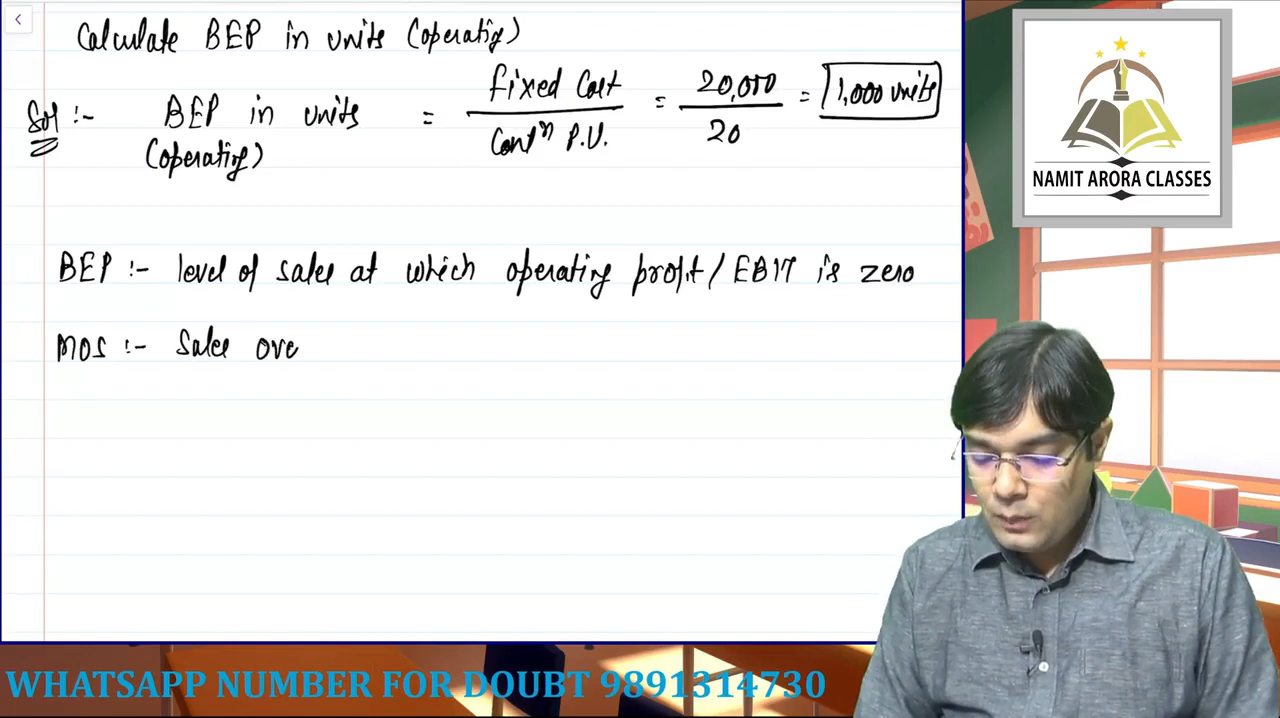 Calculate BEP in units (operating)
Sol :- BEP in units (operating) = Fixed Cost / Contn P.U. = 20,000 / 20 = 1,000 units
BEP :- level of sales at which operating profit / EBIT is zero
MOS :- Sales ove
NAMIT ARORA CLASSES
WHATSAPP NUMBER FOR DOUBT 9891314730